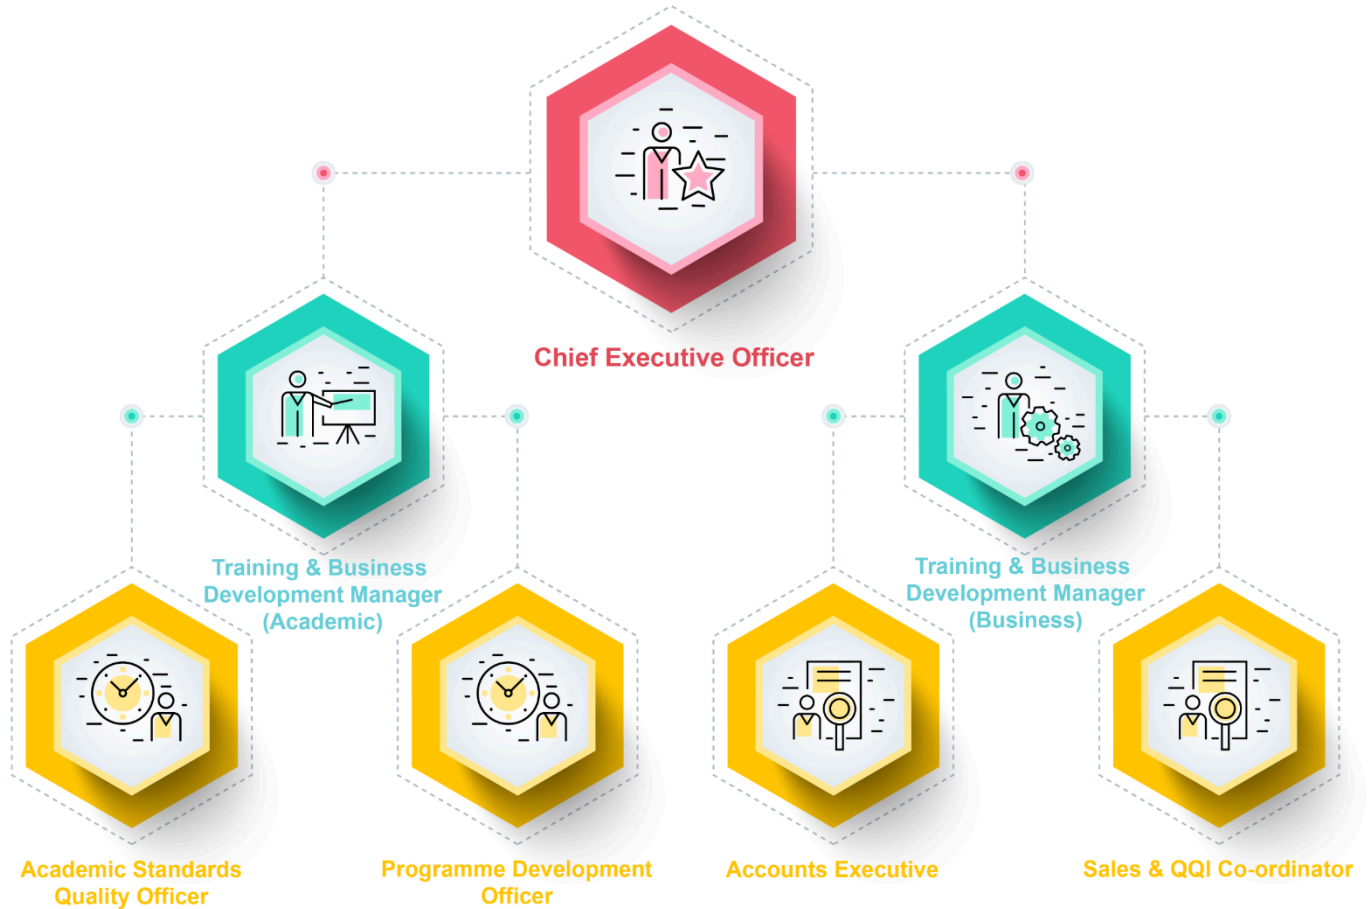 Chief Executive Officer
Training & Business
Development Manager
(Academic)
Training & Business
Development Manager
(Business)
Academic Standards
Quality Officer
Programme Development
Officer
Accounts Executive
Sales & QQI Co-ordinator